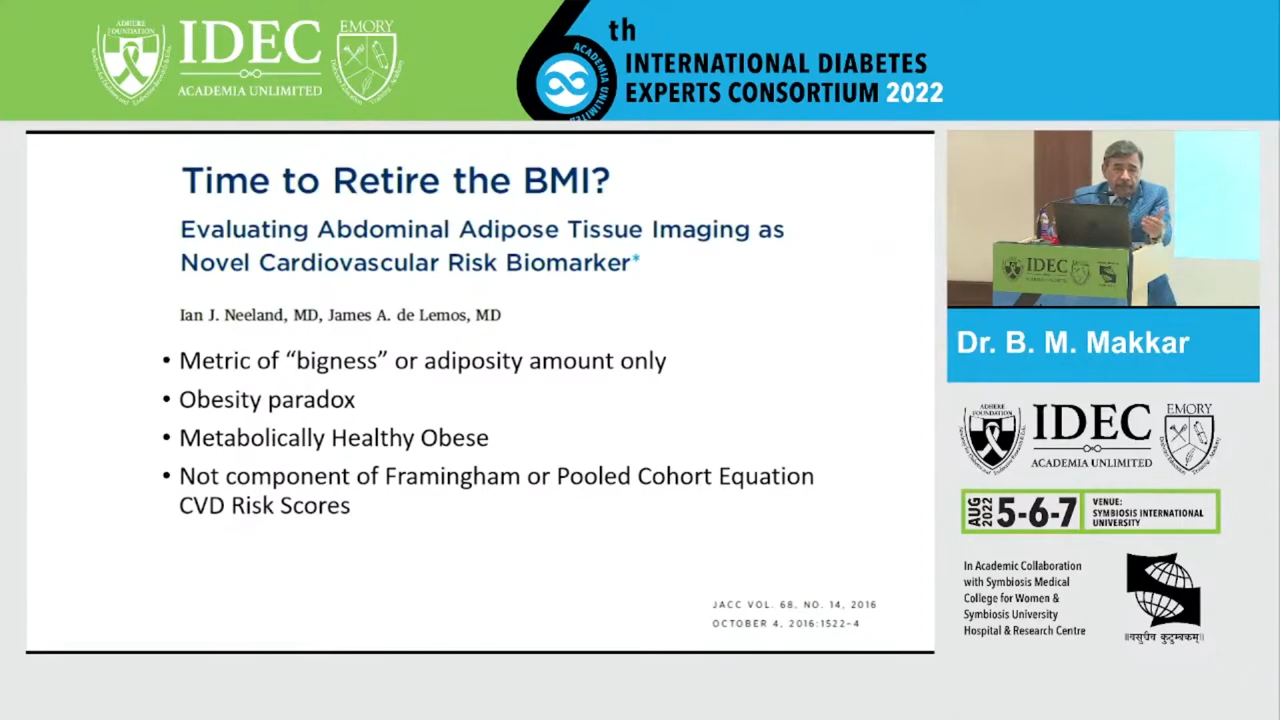 ADHERE
FOUNDATION
IDEC
ACADEMIA UNLIMITED
EMORY
6th
ACADEMIA UNLIMITED
INTERNATIONAL DIABETES
EXPERTS CONSORTIUM 2022
Time to Retire the BMI?
Evaluating Abdominal Adipose Tissue Imaging as
Novel Cardiovascular Risk Biomarker*
Ian J. Neeland, MD, James A. de Lemos, MD
• Metric of “bigness” or adiposity amount only
• Obesity paradox
• Metabolically Healthy Obese
• Not component of Framingham or Pooled Cohort Equation
CVD Risk Scores
JACC VOL. 68, NO. 14, 2016
OCTOBER 4, 2016:1522–4
IDEC
Dr. B. M. Makkar
ADHERE
FOUNDATION
IDEC
ACADEMIA UNLIMITED
EMORY
AUG 2022
5-6-7
VENUE:
SYMBIOSIS INTERNATIONAL
UNIVERSITY
In Academic Collaboration
with Symbiosis Medical
College for Women &
Symbiosis University
Hospital & Research Centre
॥वसुधैव कुटुम्बकम्॥